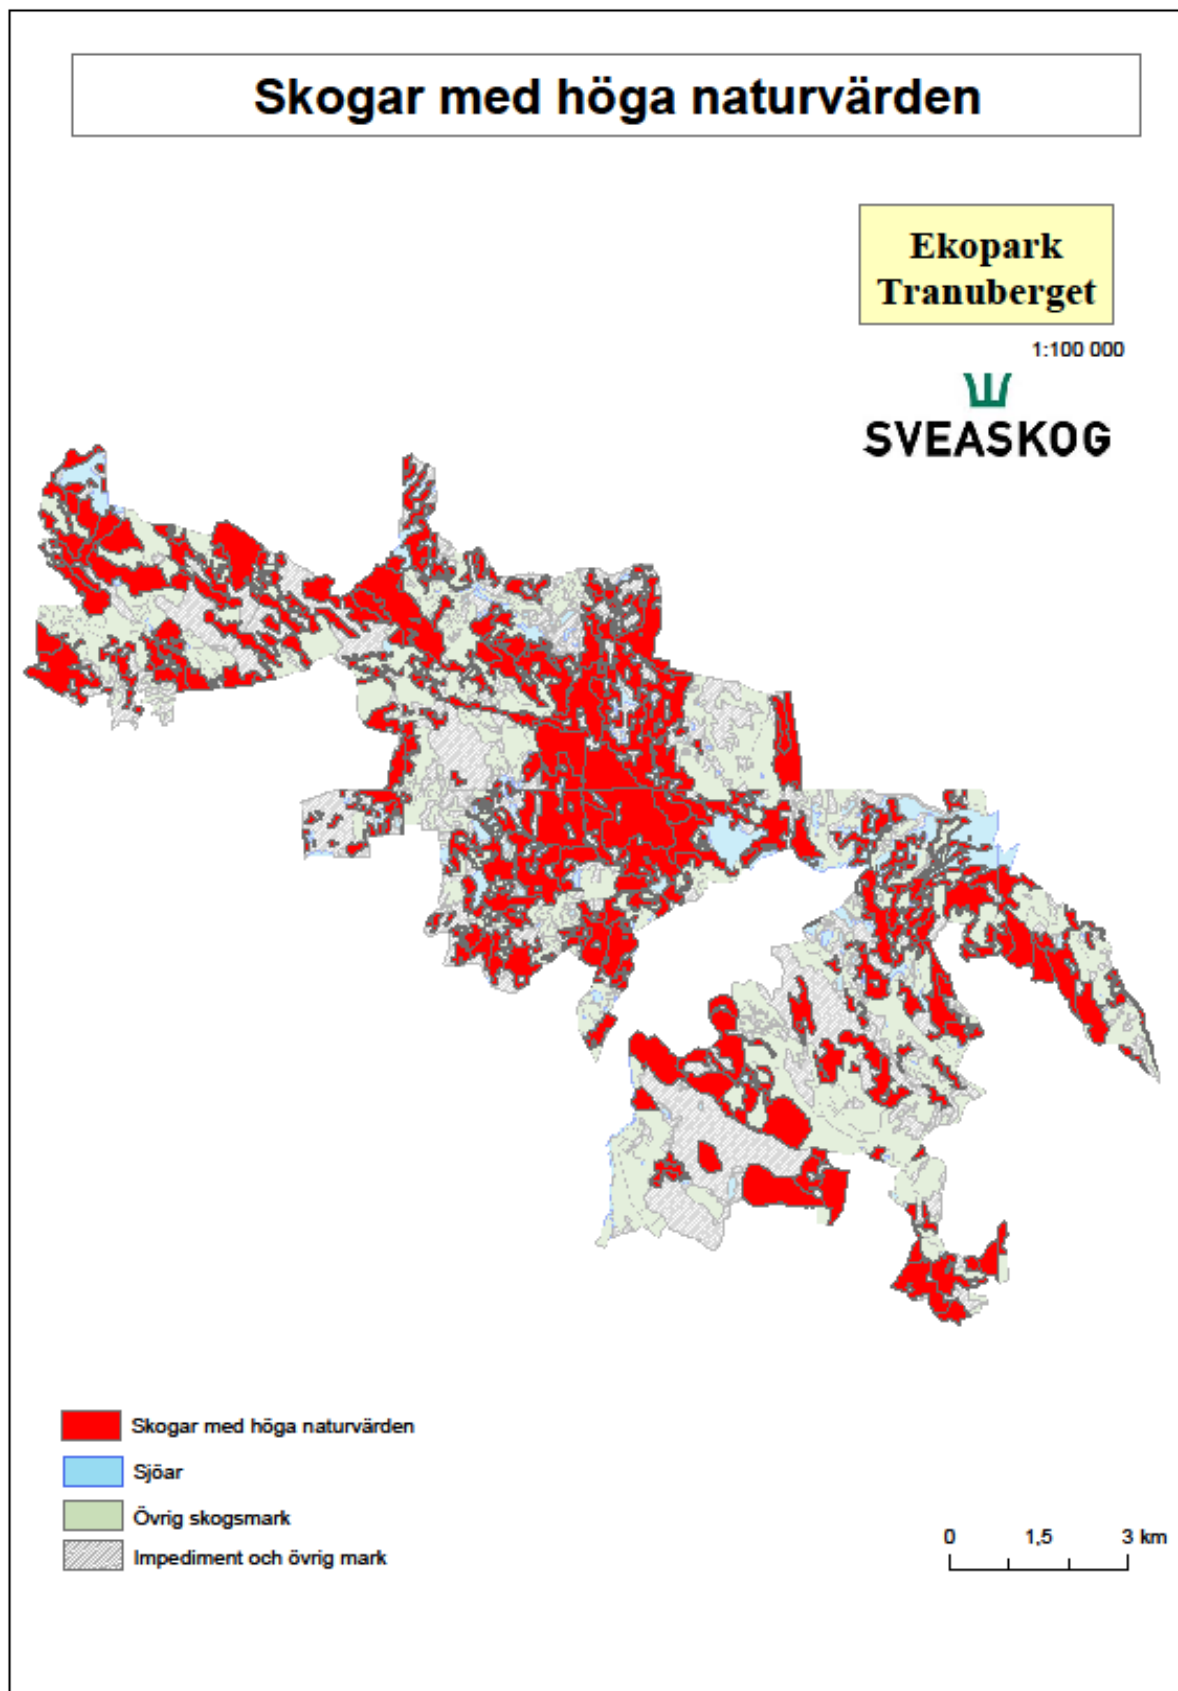 Skogar med höga naturvärden
Ekopark
Tranuberget
1:100 000
SVEASKOG
Skogar med höga naturvärden
Sjöar
Övrig skogsmark
Impediment och övrig mark
0 1,5 3 km